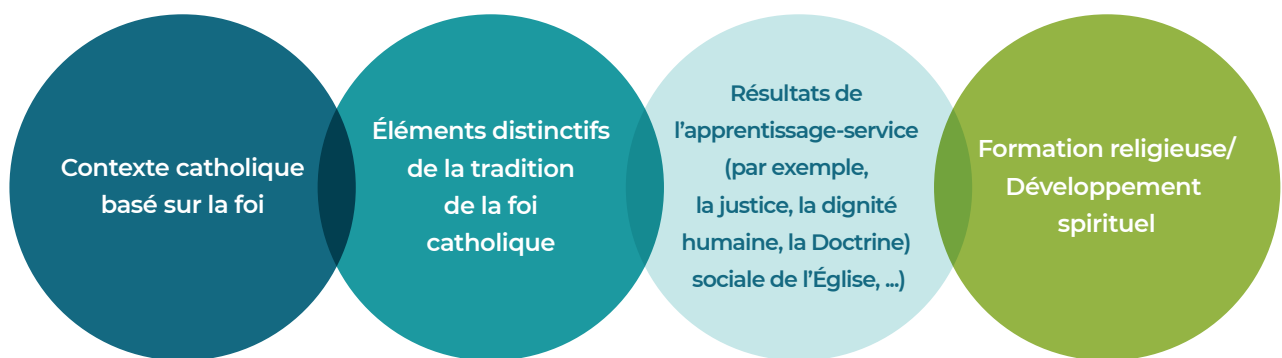 Contexte catholique
basé sur la foi
Éléments distinctifs
de la tradition
de la foi
catholique
Résultats de
l’apprentissage-service
(par exemple,
la justice, la dignité
humaine, la Doctrine)
sociale de l’Église, ...)
Formation religieuse/
Développement
spirituel